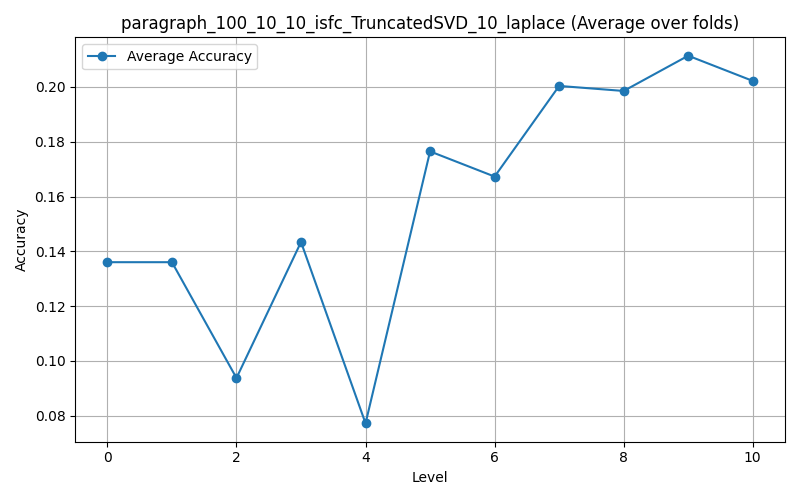 paragraph_100_10_10_isfc_TruncatedSVD_10_laplace (Average over folds)
Average Accuracy
0.20
0.18
0.16
0.14
0.12
0.10
0.08
Accuracy
0 2 4 6 8 10
Level